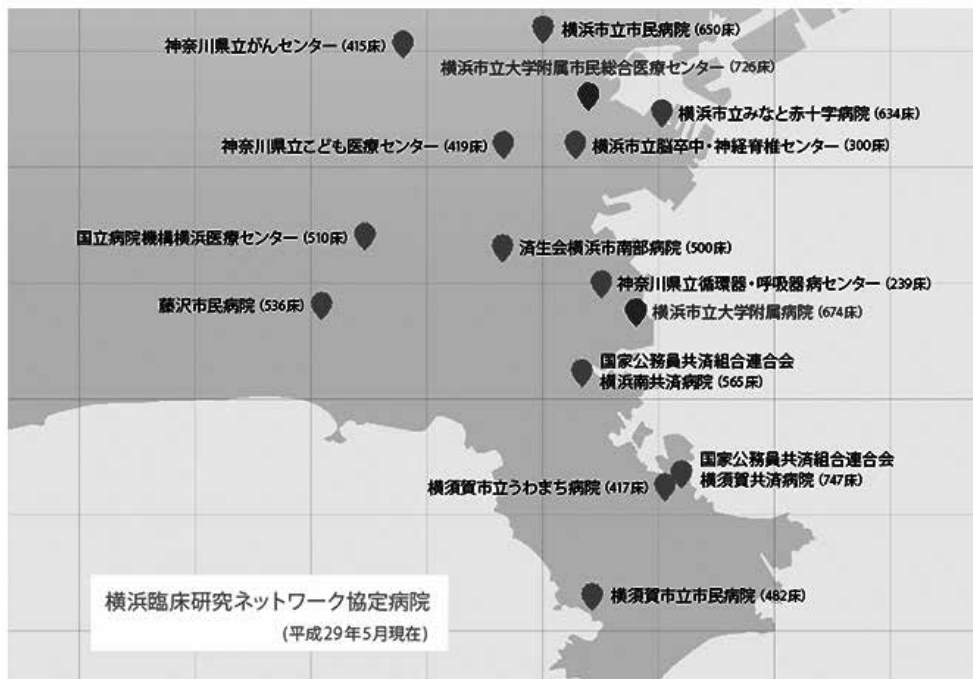 横浜市立市民病院(650床)
神奈川県立がんセンター(415床)
横浜市立大学附属市民総合医療センター(726床)
横浜市立みなと赤十字病院(634床)
神奈川県立こども医療センター(419床)
横浜市立脳卒中・神経脊椎センター(300床)
国立病院機構横浜医療センター(510床)
済生会横浜市南部病院(500床)
神奈川県立循環器・呼吸器病センター(239床)
藤沢市民病院(536床)
横浜市立大学附属病院(674床)
国家公務員共済組合連合会
横浜南共済病院(565床)
国家公務員共済組合連合会
横須賀共済病院(747床)
横須賀市立うわまち病院(417床)
横須賀市立市民病院(482床)
横浜臨床研究ネットワーク協定病院
(平成29年5月現在)